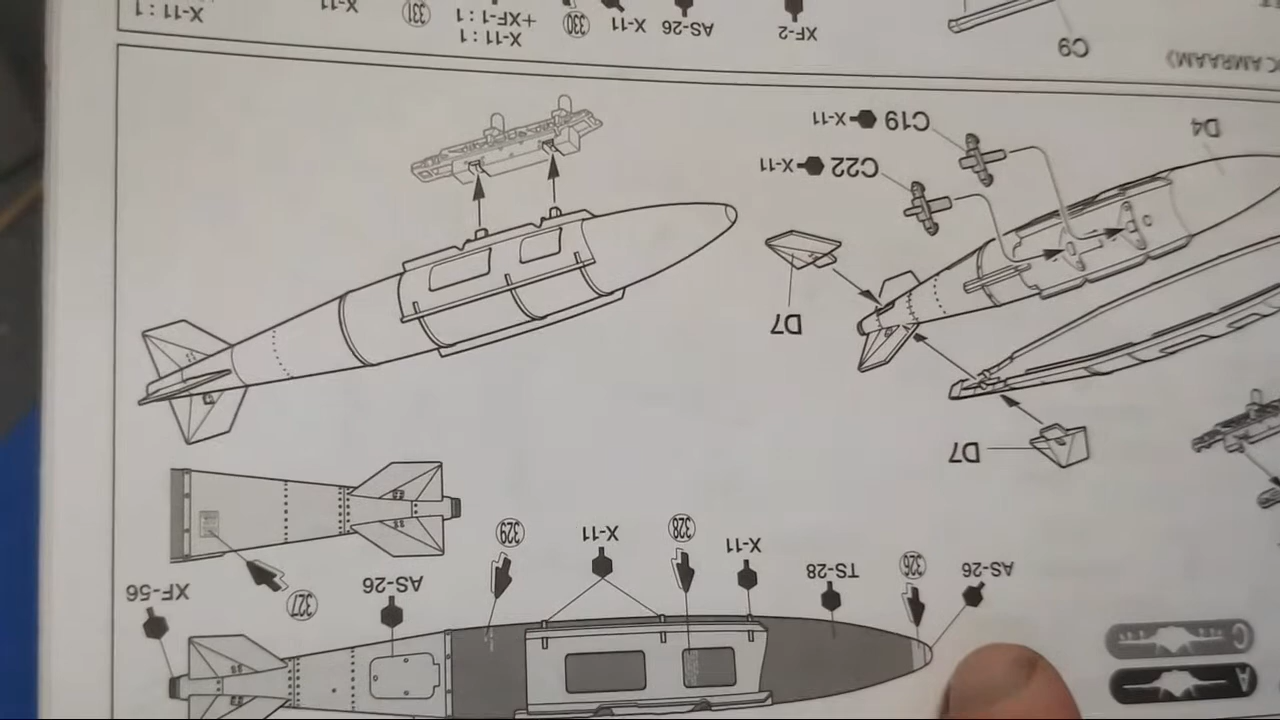 A
C
AS-26
326
TS-28
X-11
328
X-11
329
AS-26
327
XF-56
D7
D7
C22 X-11
C19 X-11
D4
AMRAAM》
C9
XF-2
AS-26
X-11
330
X-11 : 1
+XF-1 : 1
331
X-11
X-11 : 1